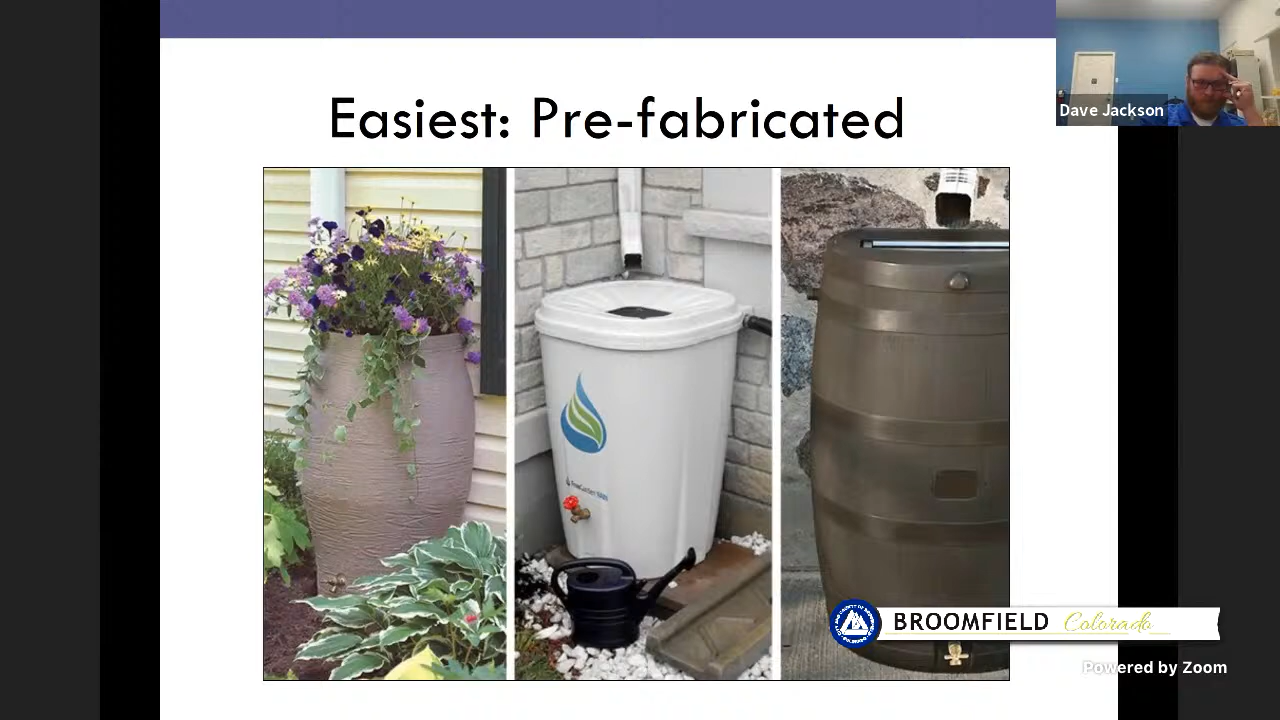 Easiest: Pre-fabricated
Dave Jackson
BROOMFIELD Colorado
Powered by Zoom